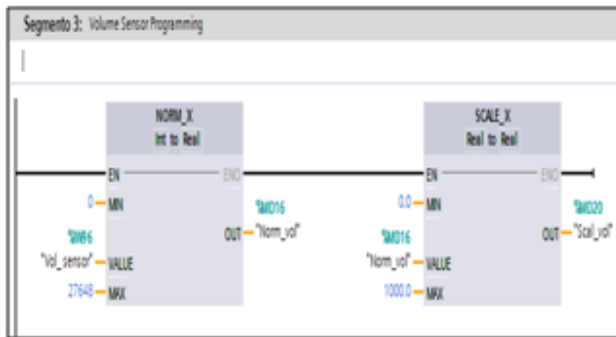 Segmento 3: Volume Sensor Programming
NORM_X
Int to Real
EN
ENO
0
MIN
%MD16
OUT
"Norm_vol"
%IW96
"Vol_sensor"
VALUE
27648
MAX
SCALE_X
Real to Real
EN
ENO
0.0
MIN
%MD20
OUT
"Scal_vol"
%MD16
"Norm_vol"
VALUE
1000.0
MAX